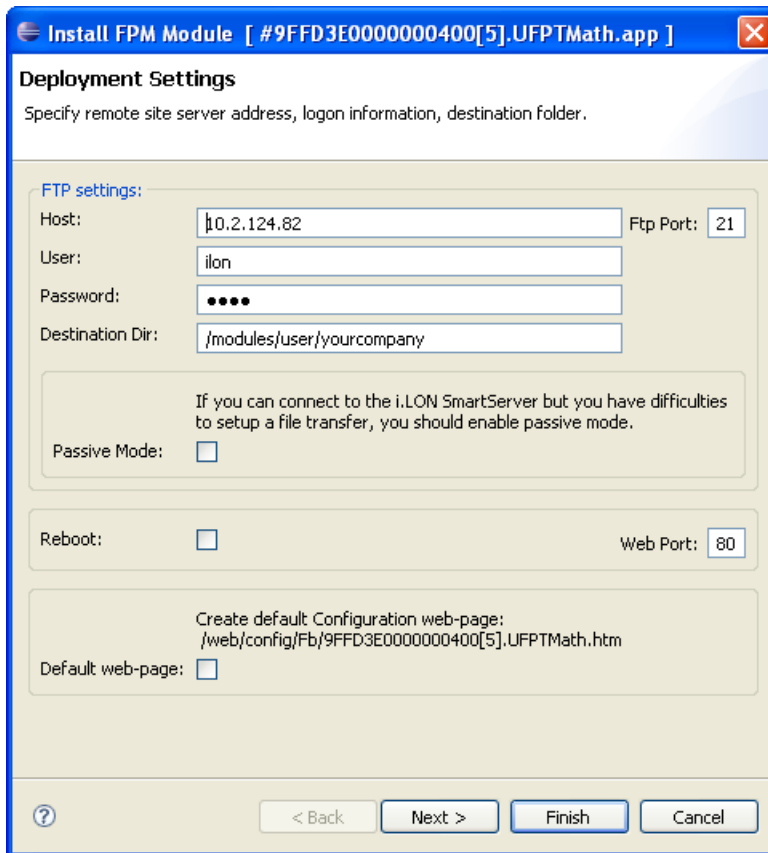 Install FPM Module [ #9FFD3E0000000400[5].UFPTMath.app ]
Deployment Settings
Specify remote site server address, logon information, destination folder.
FTP settings:
Host: 10.2.124.82 Ftp Port: 21
User: ilon
Password: ●●●●
Destination Dir: /modules/user/yourcompany
If you can connect to the i.LON SmartServer but you have difficulties
to setup a file transfer, you should enable passive mode.
Passive Mode:
Reboot: Web Port: 80
Create default Configuration web-page:
/web/config/Fb/9FFD3E0000000400[5].UFPTMath.htm
Default web-page:
? < Back Next > Finish Cancel